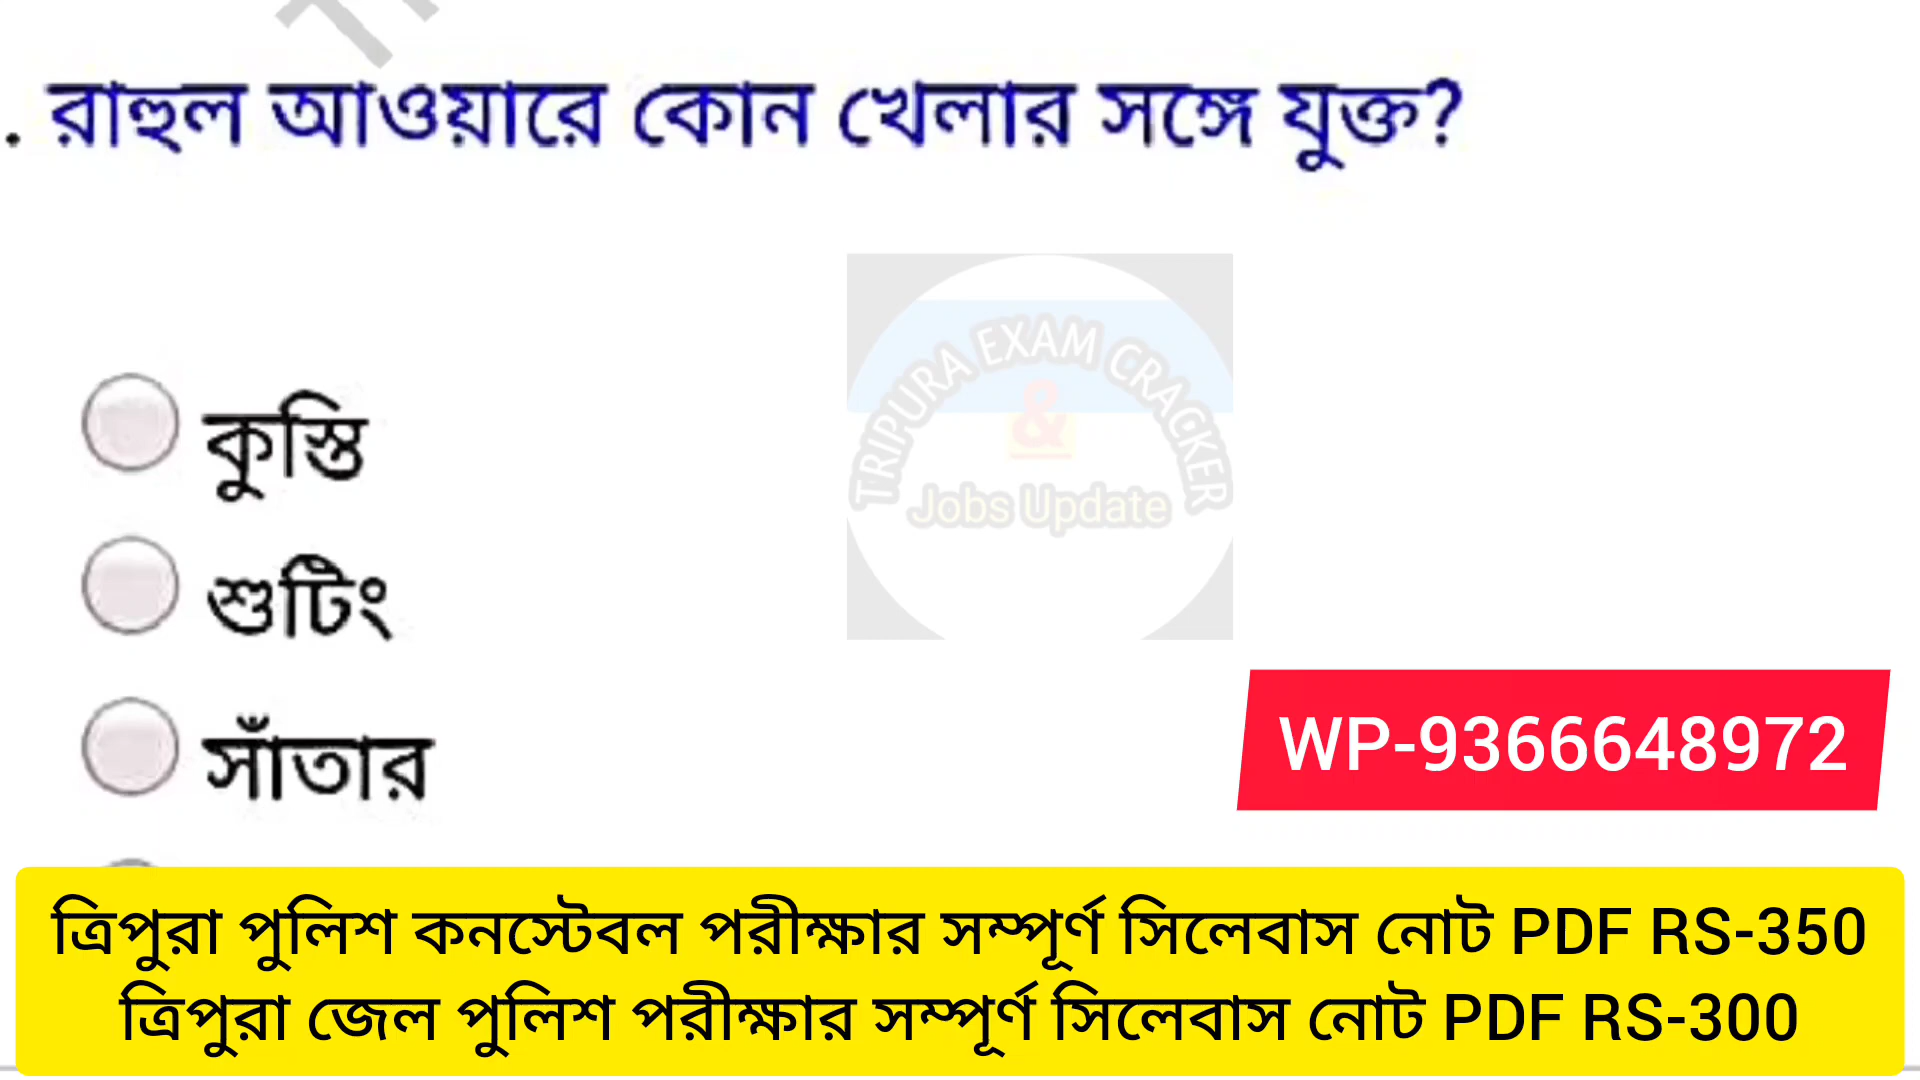 . রাহুল আওয়ারে কোন খেলার সঙ্গে যুক্ত?
TRIPURA EXAM CRACKER
&
Jobs Update
কুস্তি
শুটিং
সাঁতার
WP-9366648972
ত্রিপুরা পুলিশ কনস্টেবল পরীক্ষার সম্পূর্ণ সিলেবাস নোট PDF RS-350
ত্রিপুরা জেল পুলিশ পরীক্ষার সম্পূর্ণ সিলেবাস নোট PDF RS-300